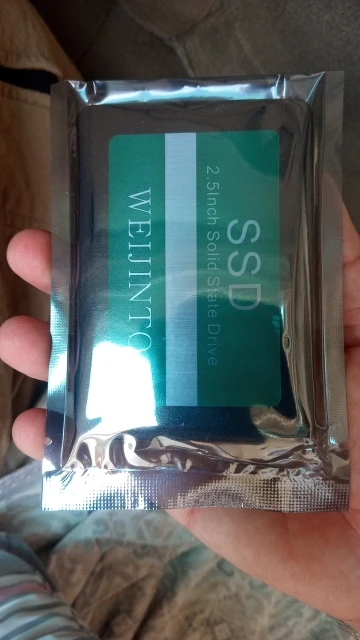 SSD
2.5Inch Solid State Drive
WEIJINTO